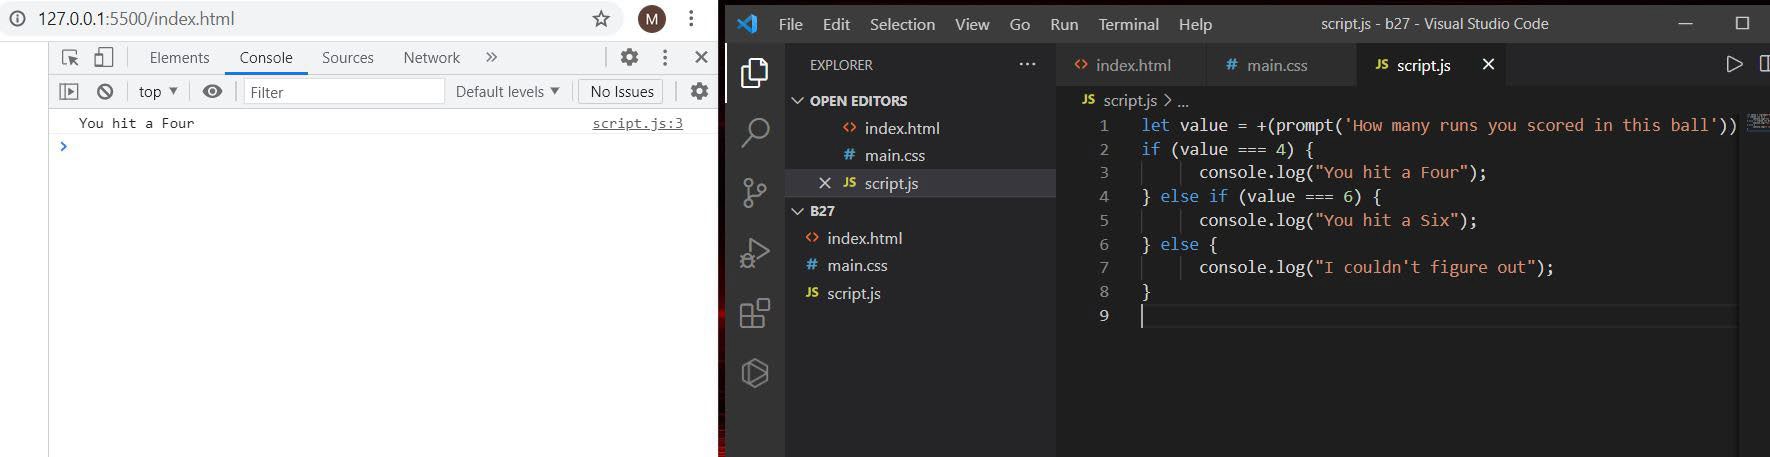 127.0.0.1:5500/index.html
M
Elements Console Sources Network
top Filter Default levels No Issues
You hit a Four script.js:3
File Edit Selection View Go Run Terminal Help script.js - b27 - Visual Studio Code
EXPLORER
OPEN EDITORS
<> index.html
# main.css
JS script.js
B27
<> index.html
# main.css
JS script.js
<> index.html # main.css JS script.js
JS script.js > ...
1 let value = +(prompt('How many runs you scored in this ball'))
2 if (value === 4) {
3 console.log("You hit a Four");
4 } else if (value === 6) {
5 console.log("You hit a Six");
6 } else {
7 console.log("I couldn't figure out");
8 }
9